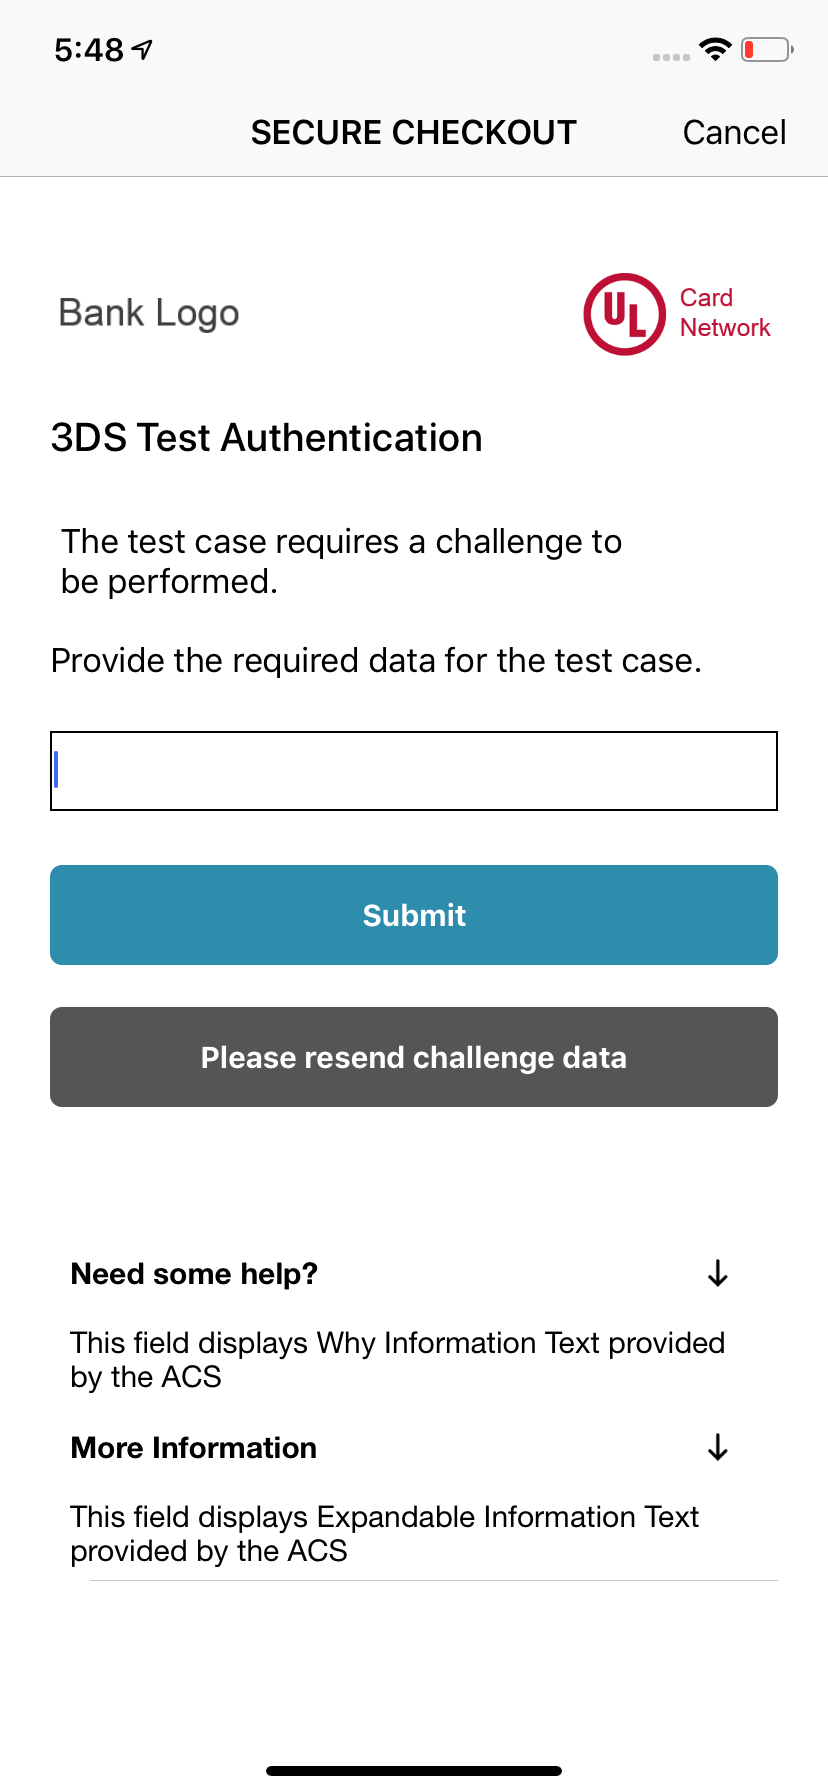 5:48
SECURE CHECKOUT
Cancel
Bank Logo
UL
Card
Network
3DS Test Authentication
The test case requires a challenge to
be performed.
Provide the required data for the test case.
Submit
Please resend challenge data
Need some help?
This field displays Why Information Text provided
by the ACS
More Information
This field displays Expandable Information Text
provided by the ACS